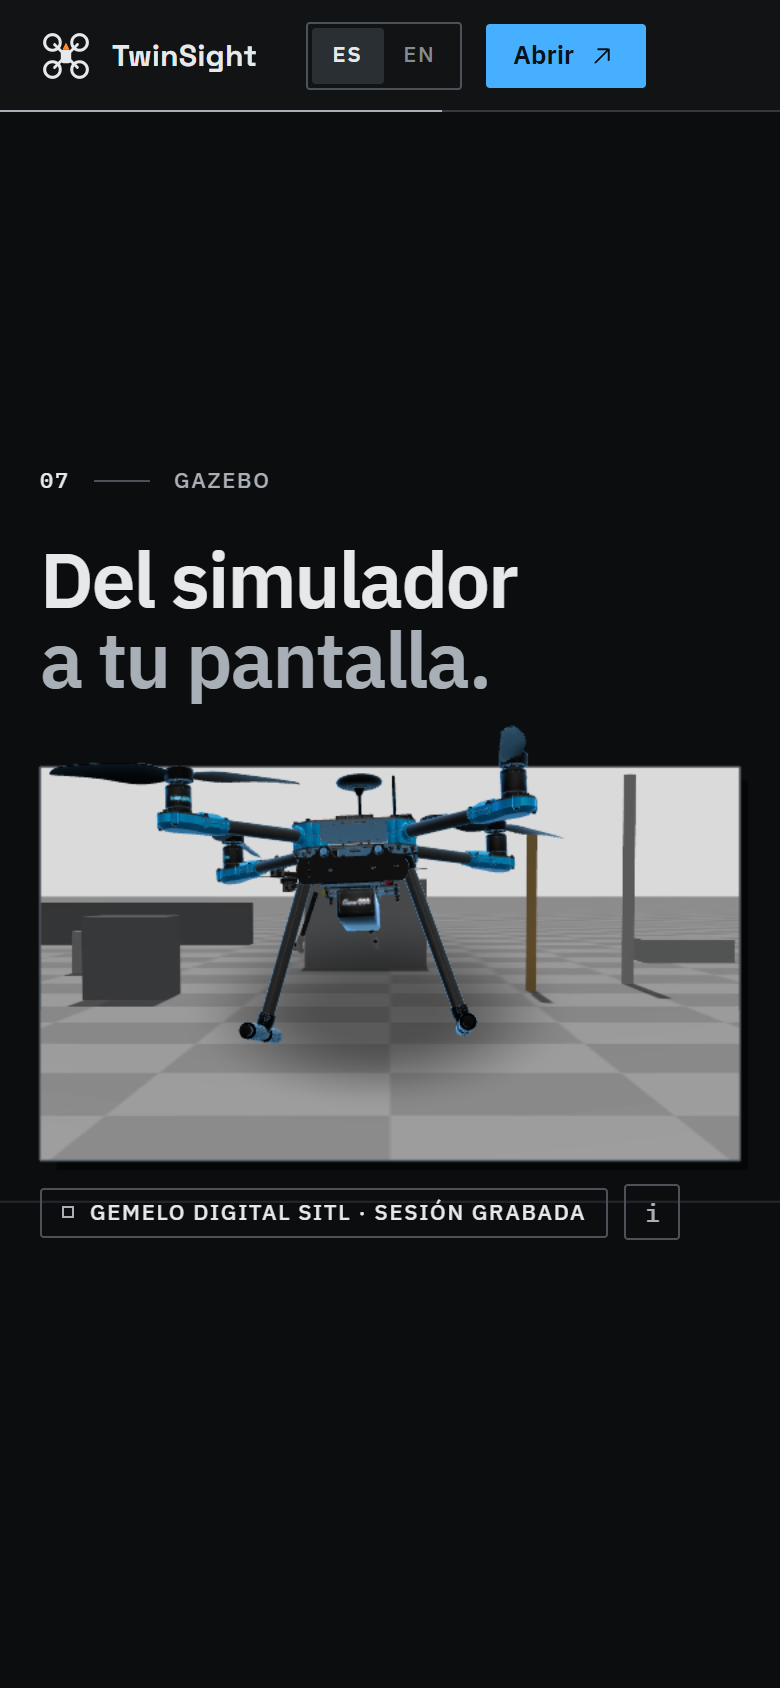 TwinSight
ES EN
Abrir
07 GAZEBO
Del simulador
a tu pantalla.
GEMELO DIGITAL SITL · SESIÓN GRABADA
i